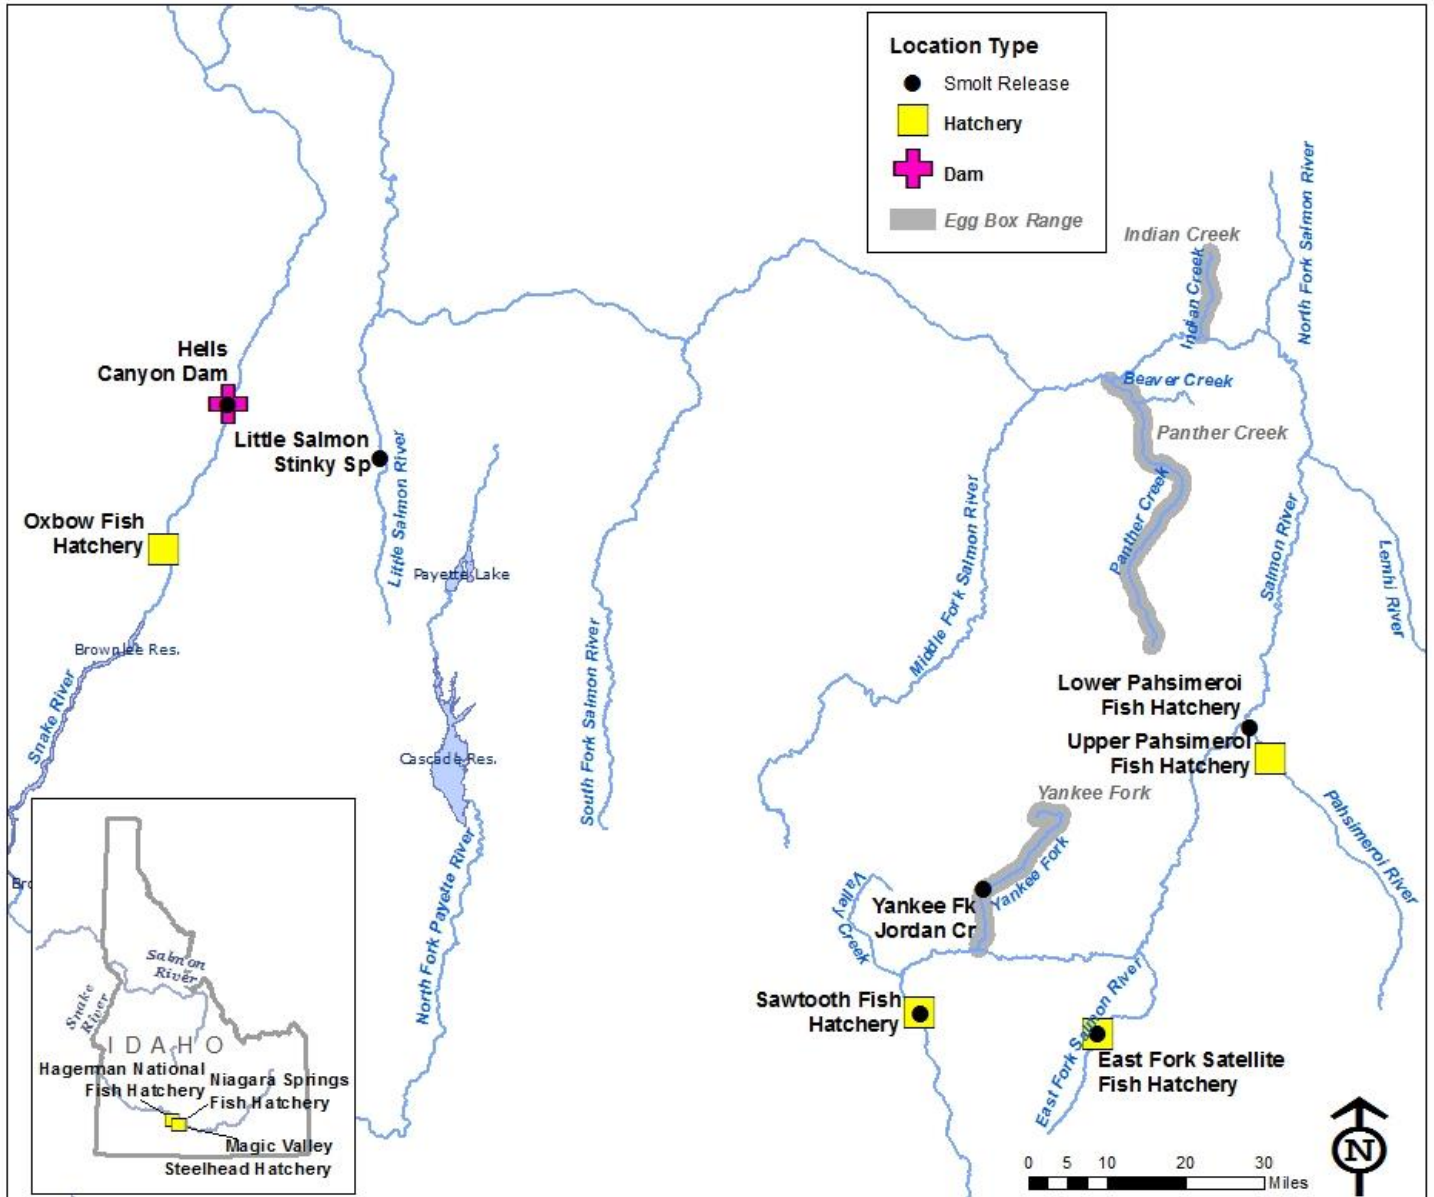 Location Type
Smolt Release
Hatchery
Dam
Egg Box Range
Indian Creek
Indian Creek
North Fork Salmon River
Hells
Canyon Dam
Beaver Creek
Panther Creek
Little Salmon
Stinky Sp
Little Salmon River
Panther Creek
Middle Fork Salmon River
Salmon River
Lemhi River
Oxbow Fish
Hatchery
Payette Lake
Brownlee Res.
Snake River
South Fork Salmon River
Lower Pahsimeroi
Fish Hatchery
Upper Pahsimeroi
Fish Hatchery
Cascade Res.
Yankee Fork
Yankee Fork
Pahsimeroi River
North Fork Payette River
Valley Creek
Yankee Fk
Jordan Cr
Bro
Sawtooth Fish
Hatchery
East Fork Salmon River
East Fork Satellite
Fish Hatchery
Salmon
River
Snake
River
IDAHO
Hagerman National
Fish Hatchery
Niagara Springs
Fish Hatchery
Magic Valley
Steelhead Hatchery
N
0 5 10 20 30
Miles